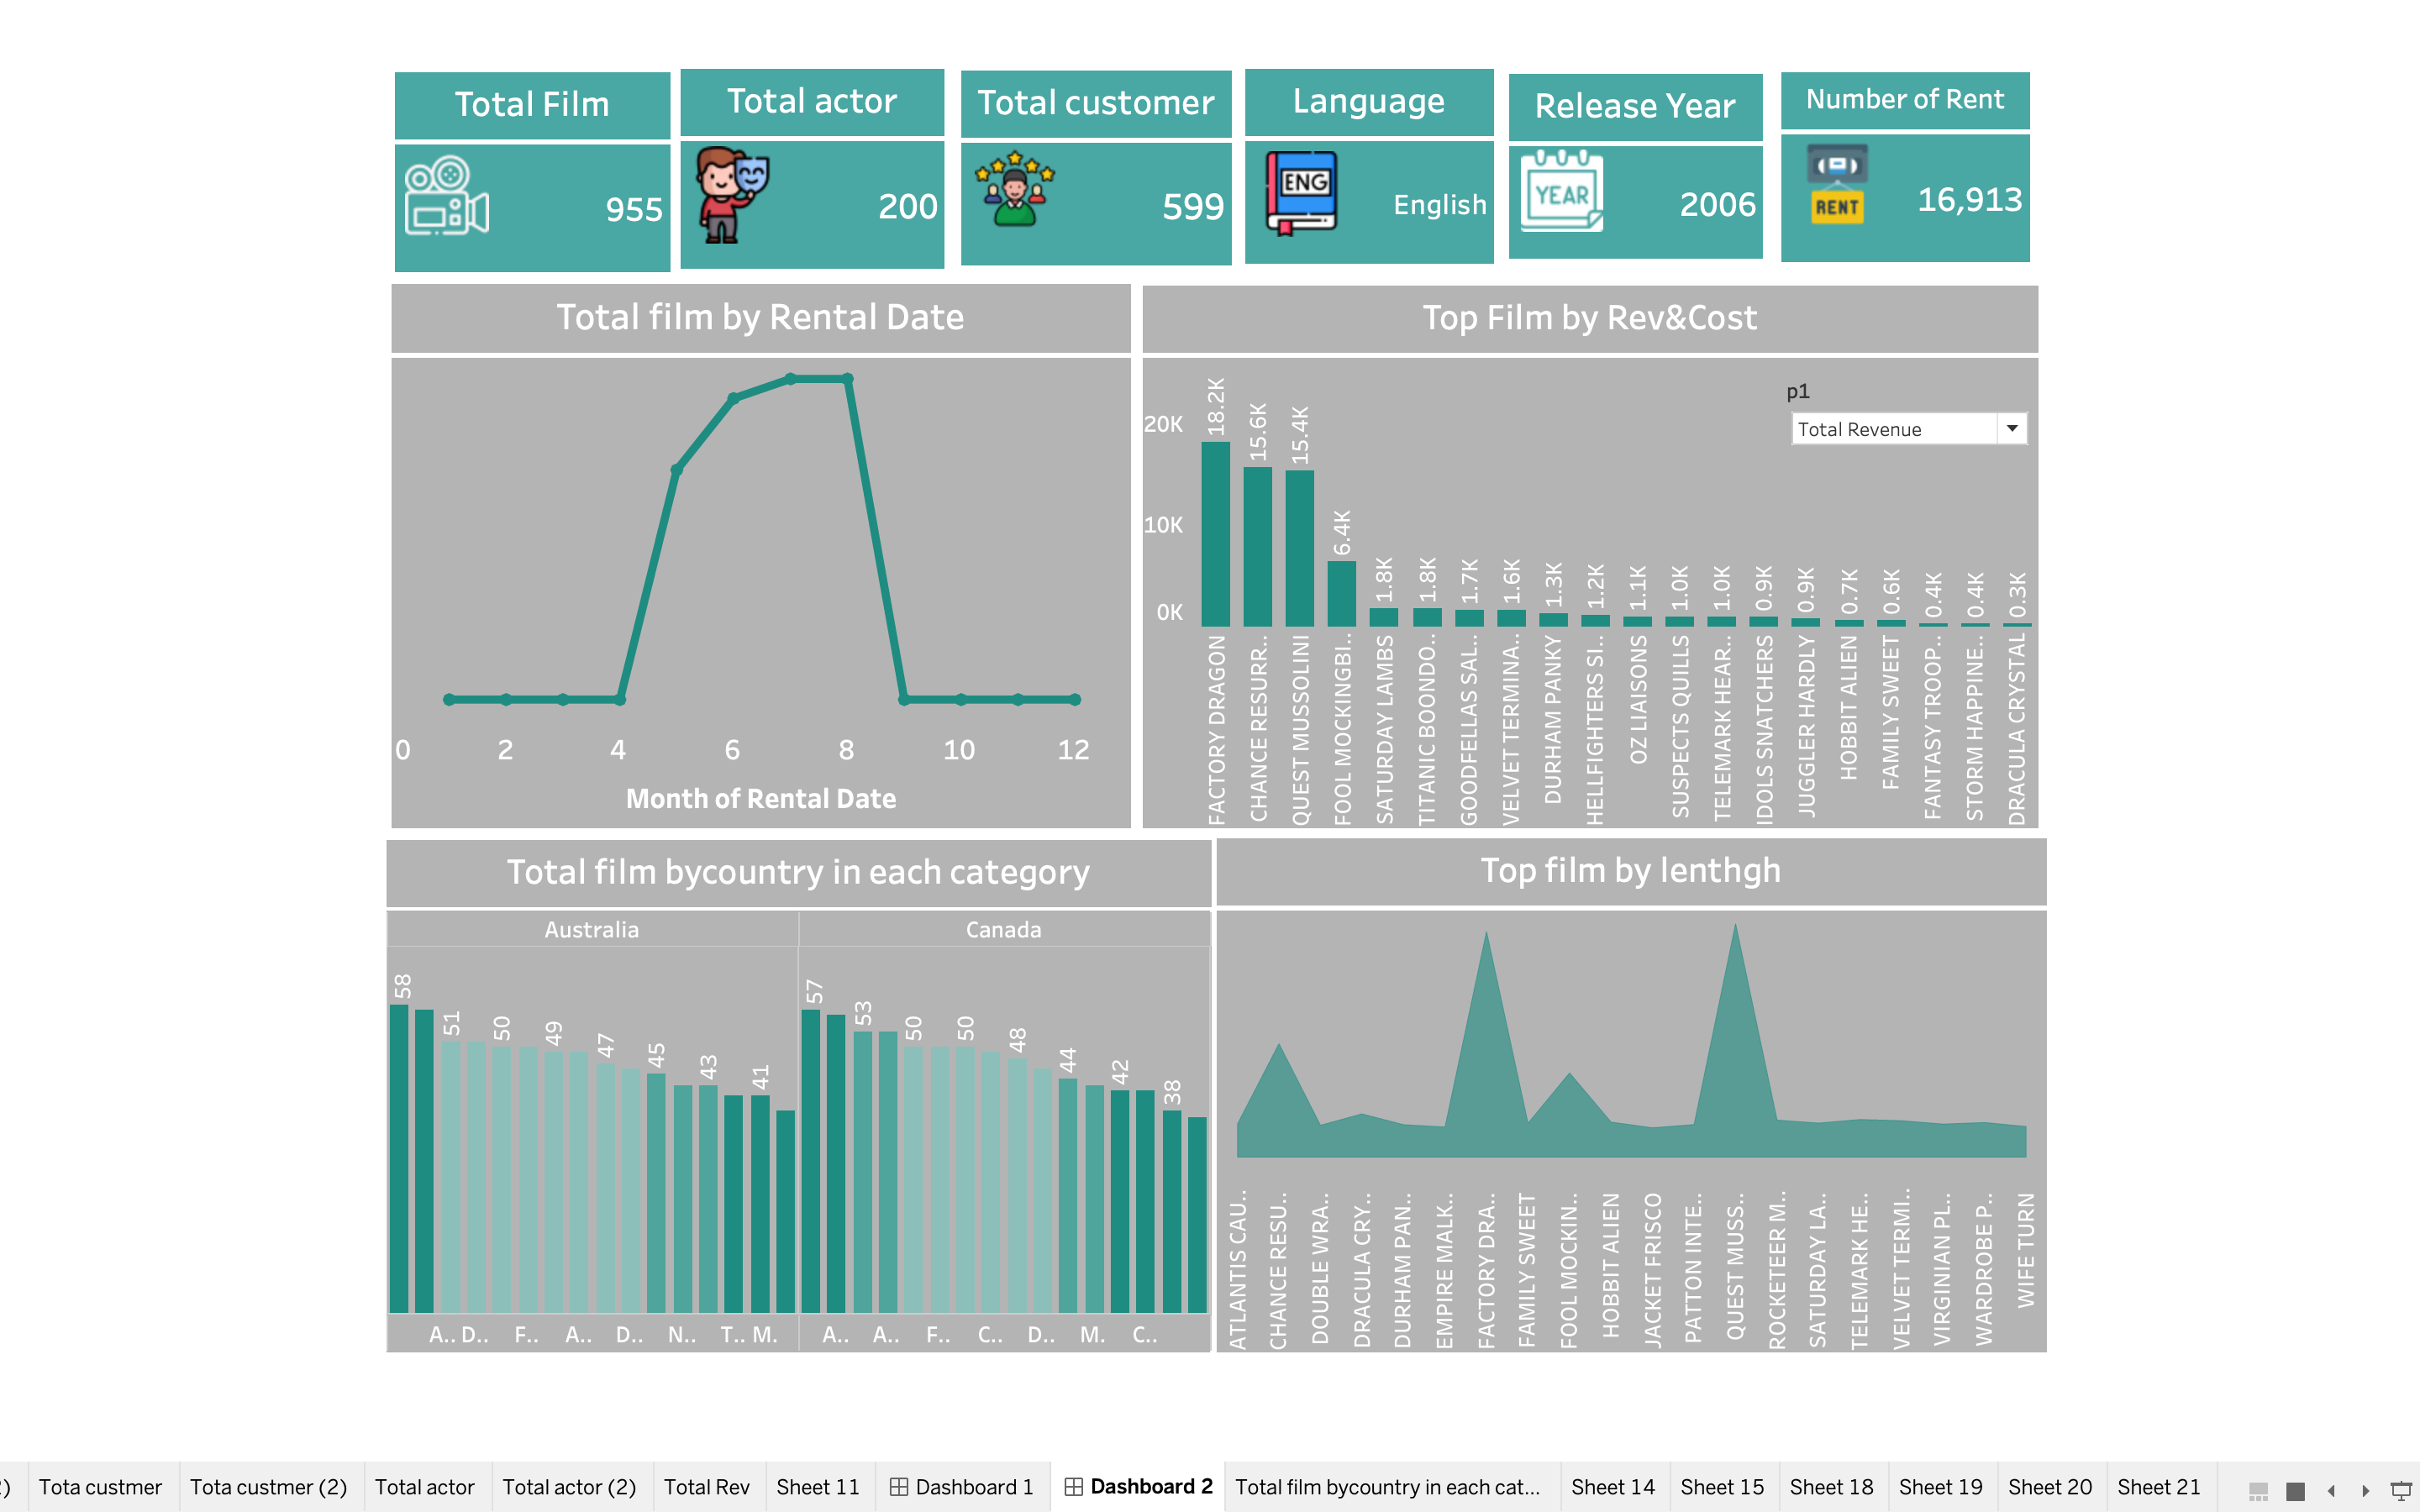 Total Film
Total actor
Total customer
Language
Release Year
Number of Rent
955
200
599
ENG
English
YEAR
2006
RENT
16,913
Total film by Rental Date
0 2 4 6 8 10 12
Month of Rental Date
Top Film by Rev&Cost
p1
Total Revenue
20K
10K
0K
18.2K
15.6K
15.4K
6.4K
1.8K
1.8K
1.7K
1.6K
1.3K
1.2K
1.1K
1.0K
1.0K
0.9K
0.9K
0.7K
0.6K
0.4K
0.4K
0.3K
FACTORY DRAGON
CHANCE RESURR..
QUEST MUSSOLINI
FOOL MOCKINGBI..
SATURDAY LAMBS
TITANIC BOONDO..
GOODFELLAS SAL..
VELVET TERMINA..
DURHAM PANKY
HELLFIGHTERS SI..
OZ LIAISONS
SUSPECTS QUILLS
TELEMARK HEAR..
IDOLS SNATCHERS
JUGGLER HARDLY
HOBBIT ALIEN
FAMILY SWEET
FANTASY TROOP..
STORM HAPPINE..
DRACULA CRYSTAL
Total film bycountry in each category
Australia
Canada
58
51
50
49
47
45
43
41
57
53
50
50
48
44
42
38
A.. D.. F.. A.. D.. N.. T.. M.
A.. A.. F.. C.. D.. M. C..
Top film by lenthgh
ATLANTIS CAU..
CHANCE RESU..
DOUBLE WRA..
DRACULA CRY..
DURHAM PAN..
EMPIRE MALK..
FACTORY DRA..
FAMILY SWEET
FOOL MOCKIN..
HOBBIT ALIEN
JACKET FRISCO
PATTON INTE..
QUEST MUSS..
ROCKETEER M..
SATURDAY LA..
TELEMARK HE..
VELVET TERMI..
VIRGINIAN PL..
WARDROBE P..
WIFE TURN
2)
Tota custmer
Tota custmer (2)
Total actor
Total actor (2)
Total Rev
Sheet 11
Dashboard 1
Dashboard 2
Total film bycountry in each cat...
Sheet 14
Sheet 15
Sheet 18
Sheet 19
Sheet 20
Sheet 21